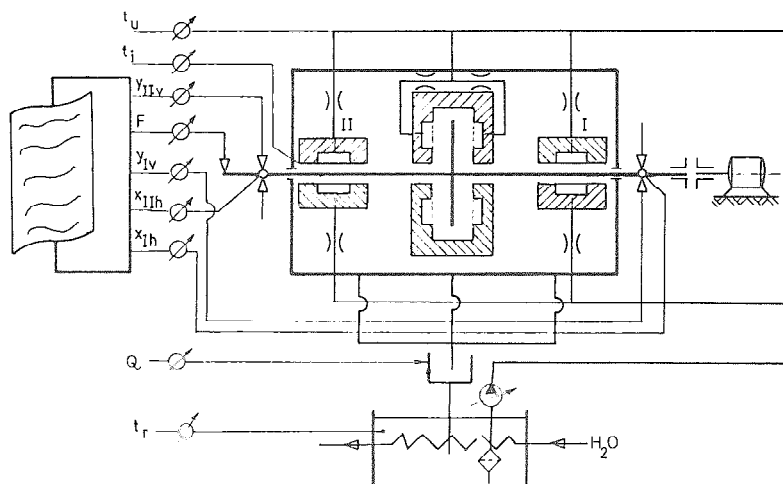 t_u
t_i
y_IIv
F
y_Iv
x_IIh
x_Ih
II
I
Q
t_r
H_2O